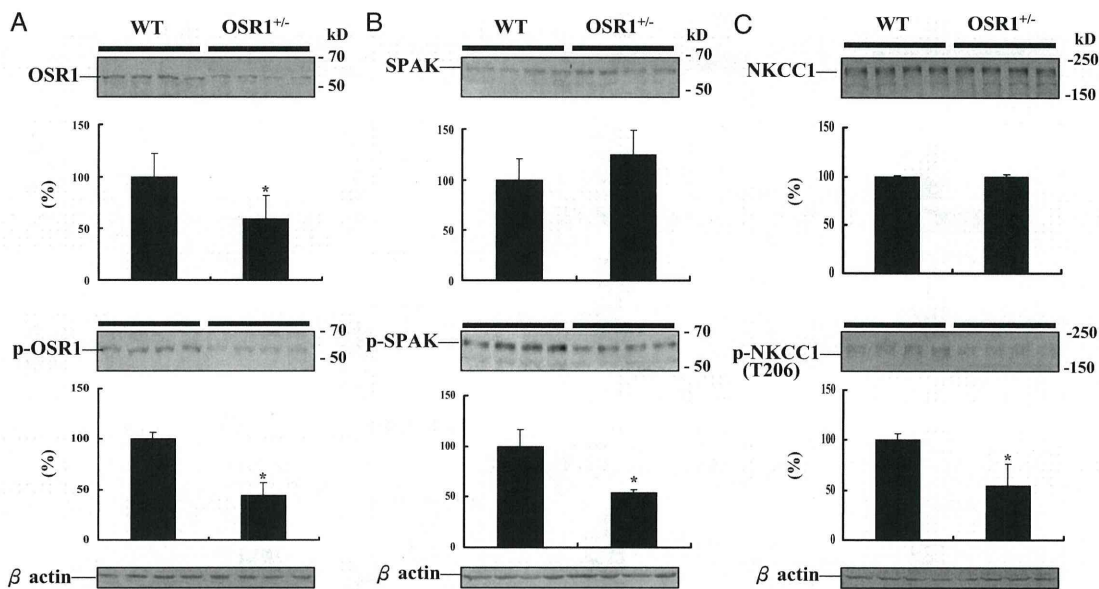 A
WT OSR1+/-
kD
- 70
OSR1
- 50
150
100
*
(%)
50
0
- 70
p-OSR1
- 50
150
100
(%)
*
50
0
β actin
B
WT OSR1+/-
kD
- 70
SPAK
- 50
150
100
50
0
- 70
p-SPAK
- 50
150
100
*
50
0
β actin
C
WT OSR1+/-
kD
-250
NKCC1
-150
150
100
(%)
50
0
-250
p-NKCC1
(T206)
-150
150
100
*
(%)
50
0
β actin